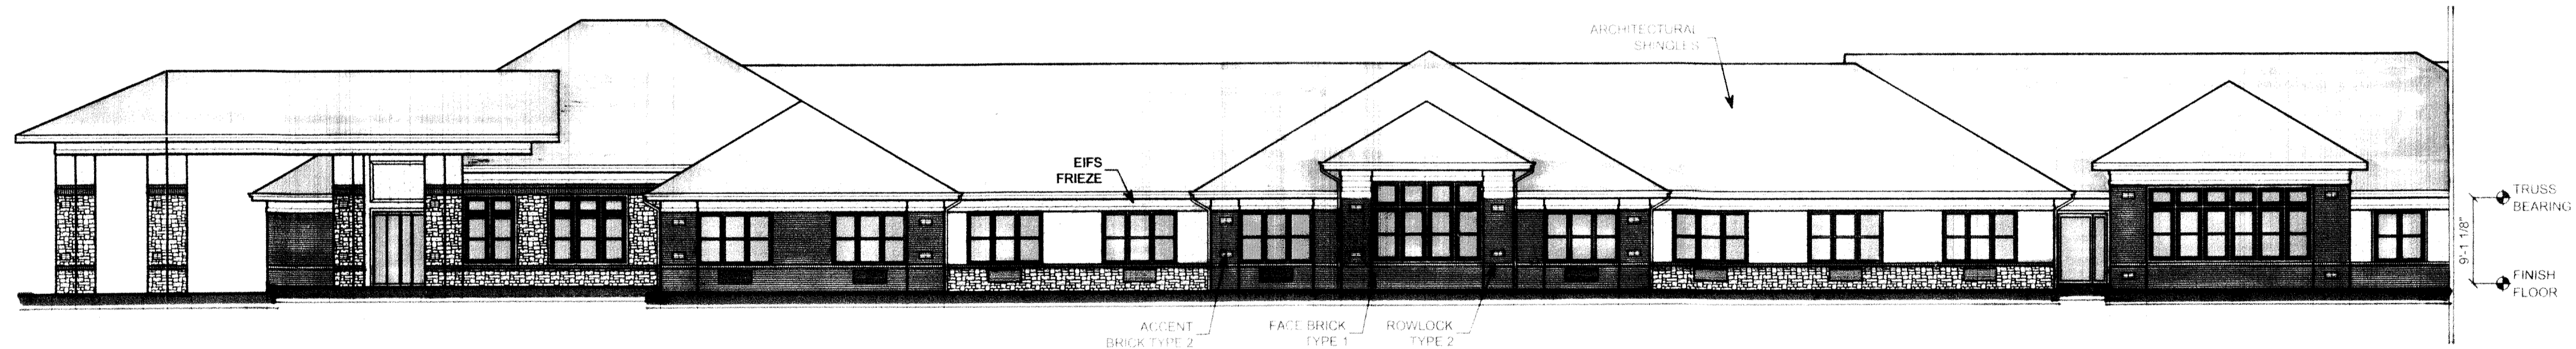 ARCHITECTURAL
SHINGLES
EIFS
FRIEZE
TRUSS
BEARING
9'-1 1/8"
FINISH
FLOOR
ACCENT
BRICK TYPE 2
FACE BRICK
TYPE 1
ROWLOCK
TYPE 2